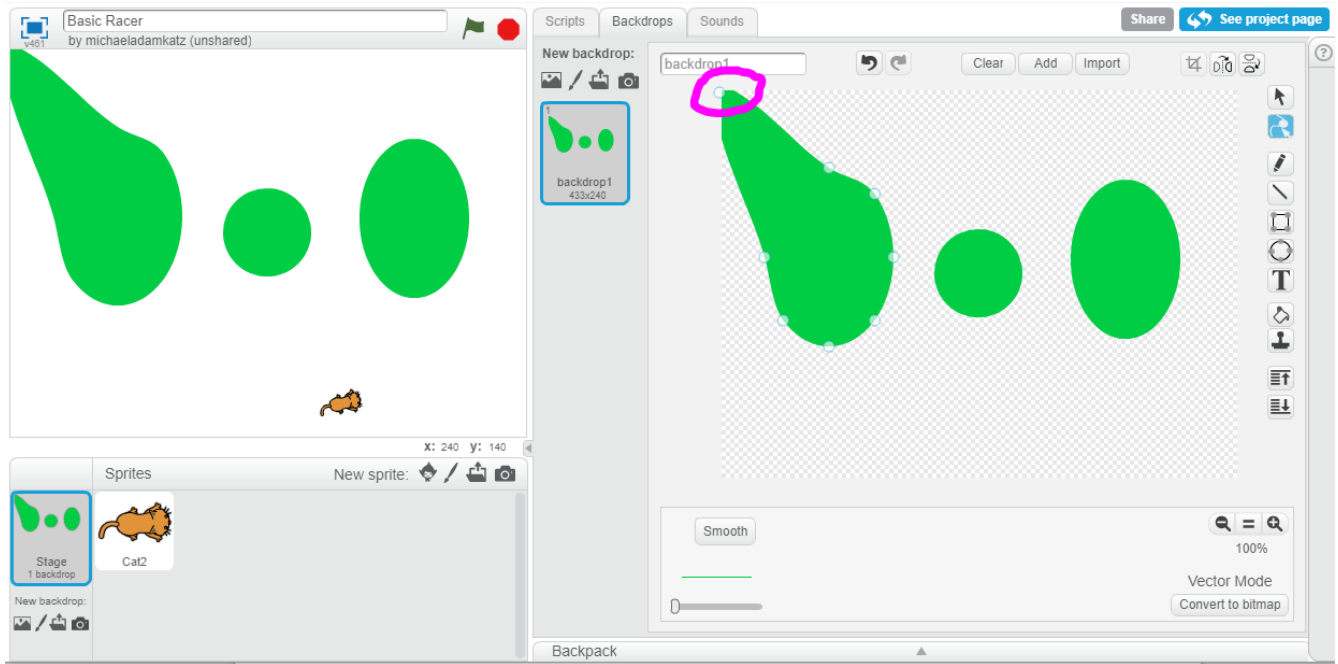 Basic Racer
v461
by michaeladamkatz (unshared)
Scripts
Backdrops
Sounds
Share
See project page
New backdrop:
backdrop1
Clear
Add
Import
?
1
backdrop1
433x240
T
X: 240 y: 140
Sprites
New sprite:
Stage
1 backdrop
Cat2
New backdrop:
Smooth
100%
Vector Mode
Convert to bitmap
Backpack